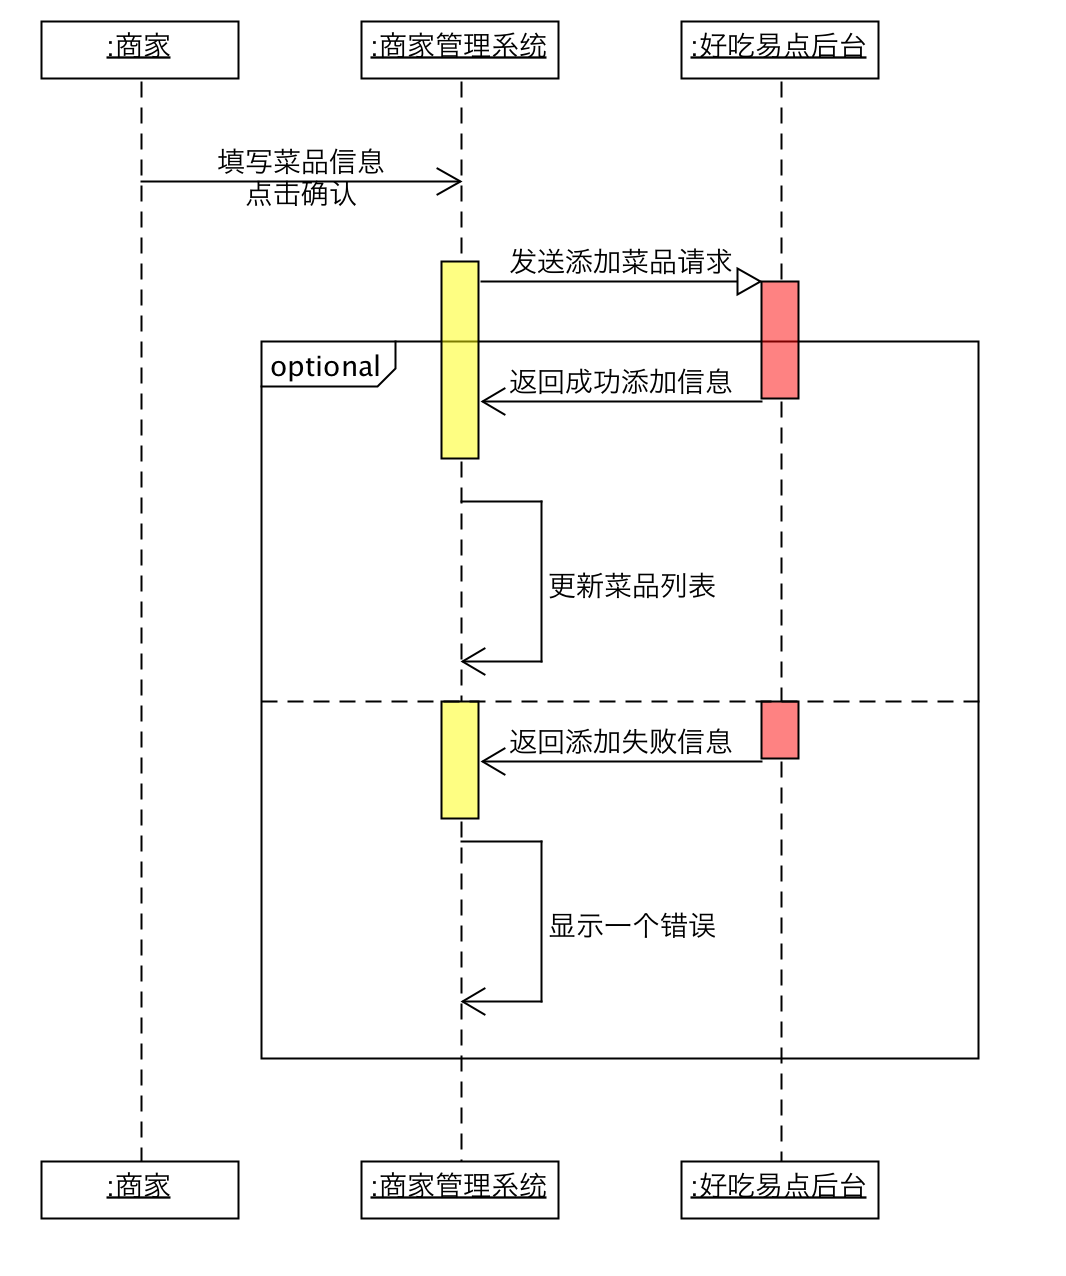 :商家
:商家管理系统
:好吃易点后台
填写菜品信息
点击确认
发送添加菜品请求
optional
返回成功添加信息
更新菜品列表
返回添加失败信息
显示一个错误
:商家
:商家管理系统
:好吃易点后台